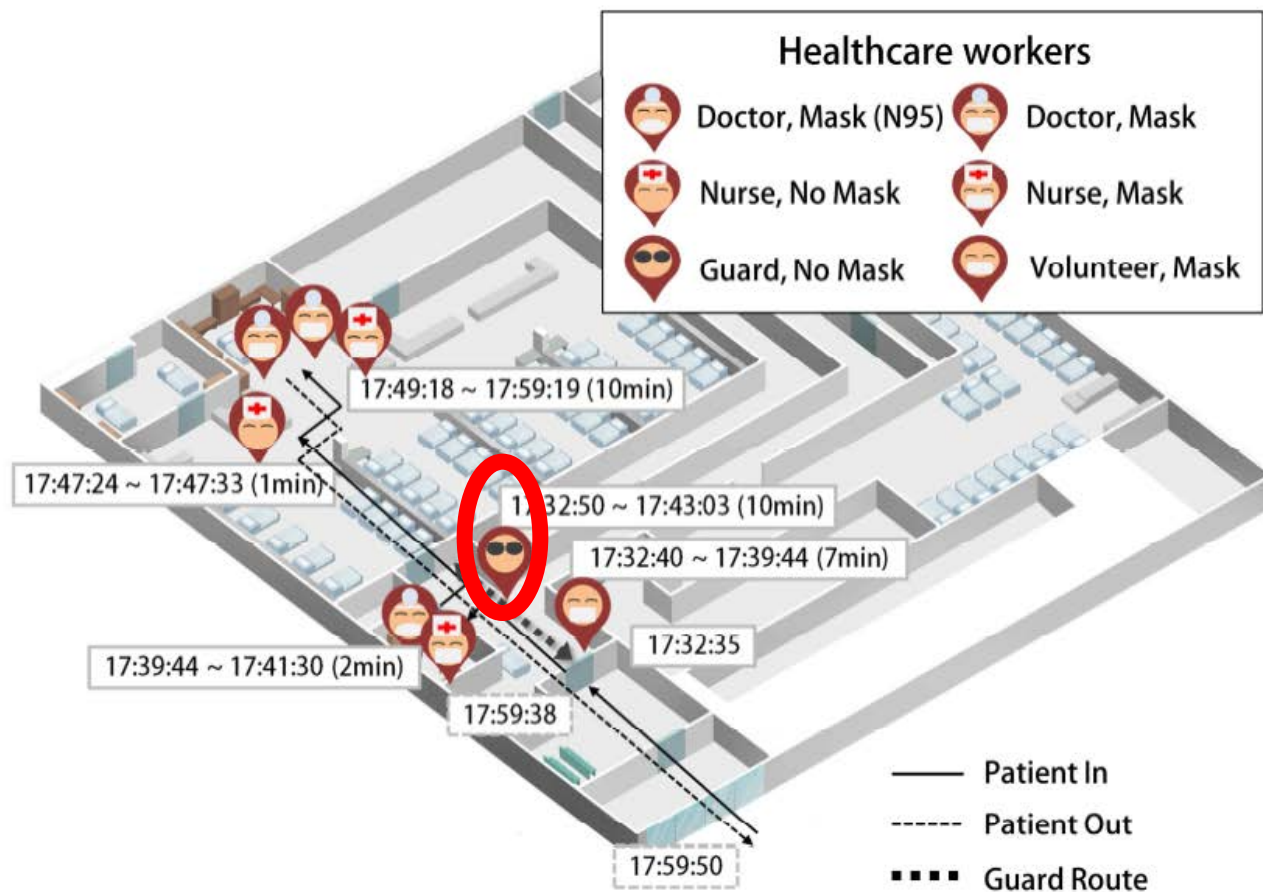 Healthcare workers
Doctor, Mask (N95)
Doctor, Mask
Nurse, No Mask
Nurse, Mask
Guard, No Mask
Volunteer, Mask
17:49:18 ~ 17:59:19 (10min)
17:47:24 ~ 17:47:33 (1min)
17:32:50 ~ 17:43:03 (10min)
17:32:40 ~ 17:39:44 (7min)
17:32:35
17:39:44 ~ 17:41:30 (2min)
17:59:38
Patient In
Patient Out
17:59:50
Guard Route